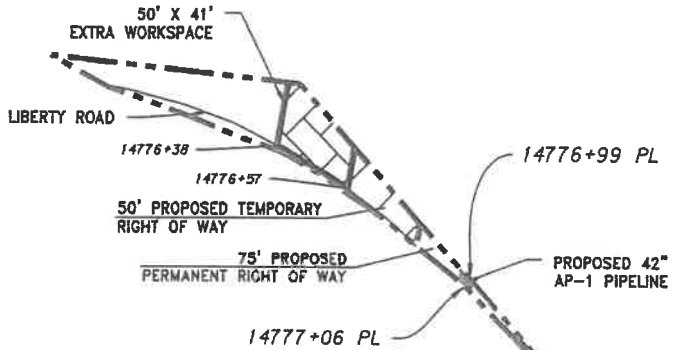 50' X 41'
EXTRA WORKSPACE
LIBERTY ROAD
14776+38
14776+57
14776+99 PL
50' PROPOSED TEMPORARY
RIGHT OF WAY
75' PROPOSED
PERMANENT RIGHT OF WAY
PROPOSED 42"
AP-1 PIPELINE
14777+06 PL